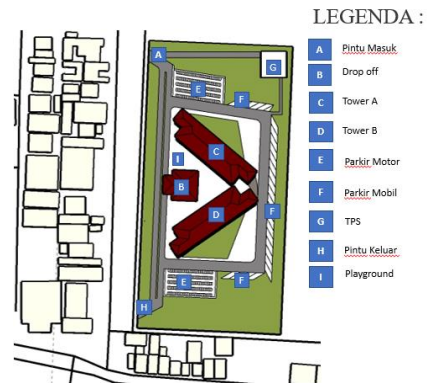 LEGENDA :
A Pintu Masuk
B Drop off
C Tower A
D Tower B
E Parkir Motor
F Parkir Mobil
G TPS
H Pintu Keluar
I Playground
A
G
E
F
C
I
B
F
D
E
F
H